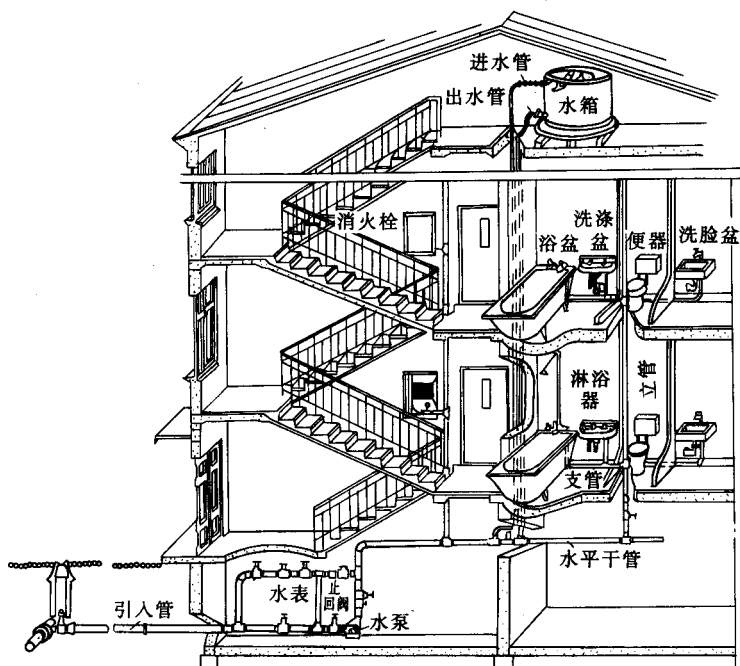 进水管
出水管
水箱
消火栓
浴盆
洗涤
盆
便器
洗脸盆
淋浴
器
立管
支管
水平干管
水表
止
回阀
引入管
水泵